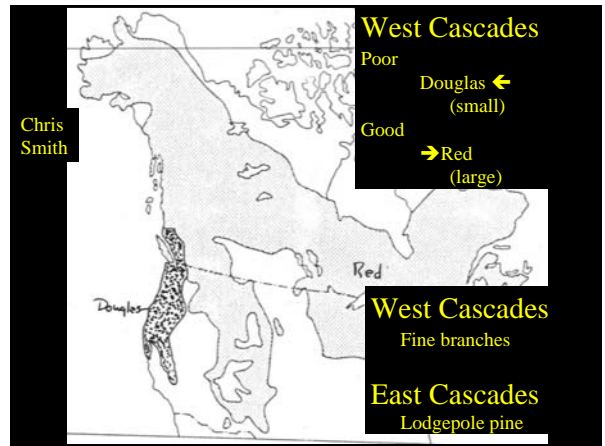 West Cascades
Poor
Douglas ←
(small)
Good
→Red
(large)
Chris
Smith
Red
Douglas
West Cascades
Fine branches
East Cascades
Lodgepole pine